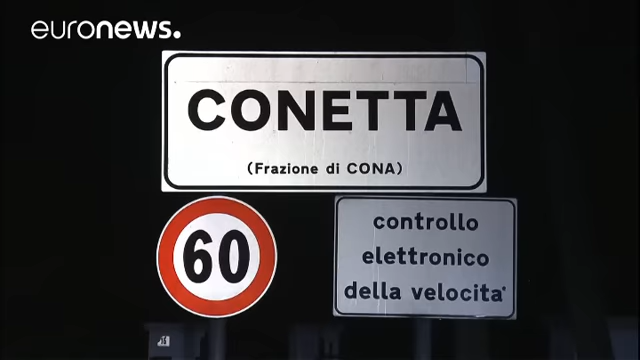 euronews.
CONETTA
(Frazione di CONA)
60
controllo
elettronico
della velocita'